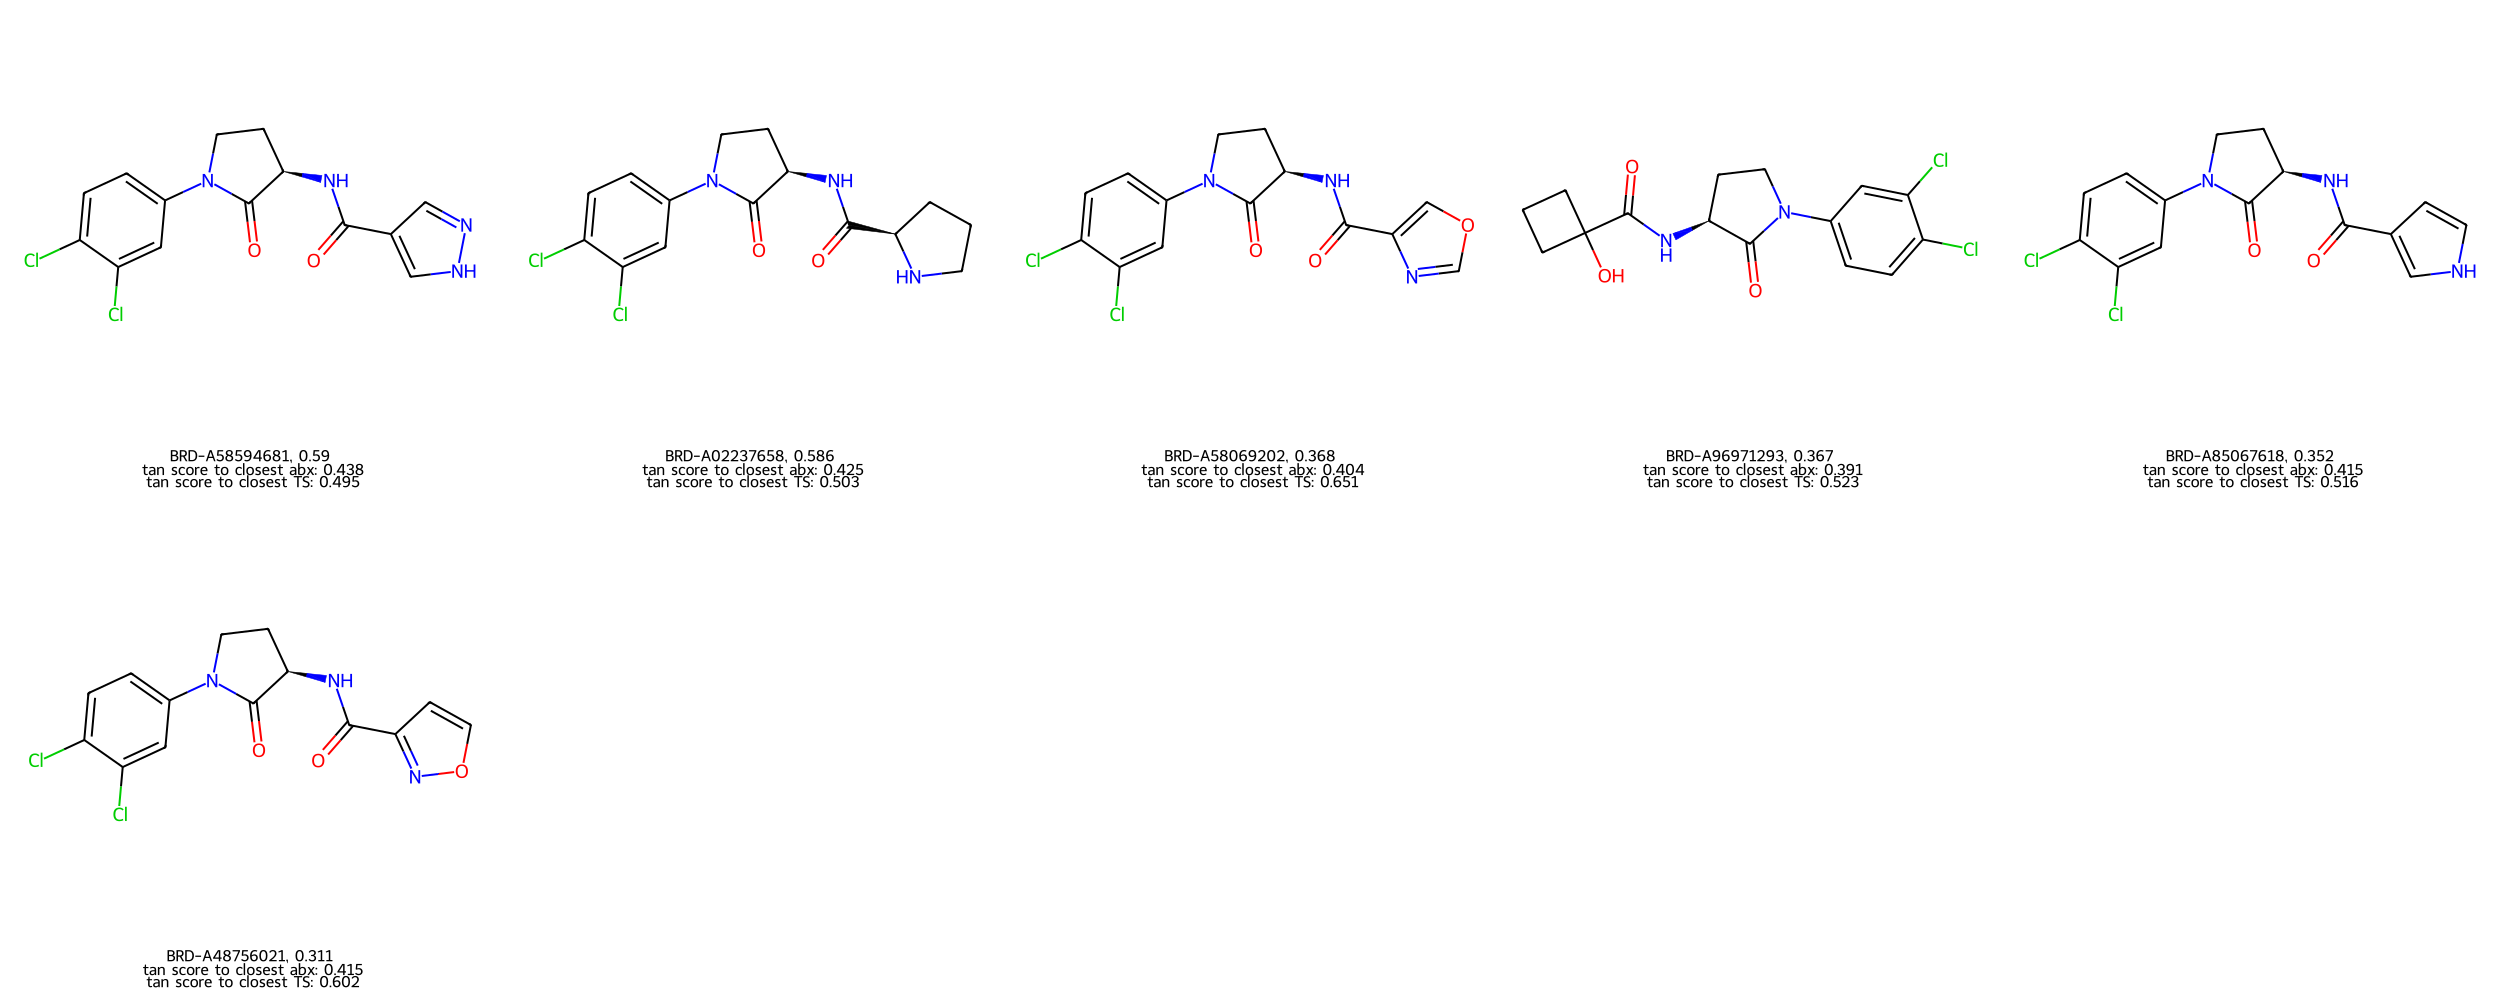 N
NH
N
O
O
NH
Cl
Cl
N
NH
O
O
HN
Cl
Cl
N
NH
O
O
O
N
Cl
Cl
O
N
H
OH
N
O
Cl
Cl
N
NH
O
O
NH
Cl
Cl
BRD-A58594681, 0.59
tan score to closest abx: 0.438
tan score to closest TS: 0.495
BRD-A02237658, 0.586
tan score to closest abx: 0.425
tan score to closest TS: 0.503
BRD-A58069202, 0.368
tan score to closest abx: 0.404
tan score to closest TS: 0.651
BRD-A96971293, 0.367
tan score to closest abx: 0.391
tan score to closest TS: 0.523
BRD-A85067618, 0.352
tan score to closest abx: 0.415
tan score to closest TS: 0.516
N
NH
O
O
N
O
Cl
Cl
BRD-A48756021, 0.311
tan score to closest abx: 0.415
tan score to closest TS: 0.602